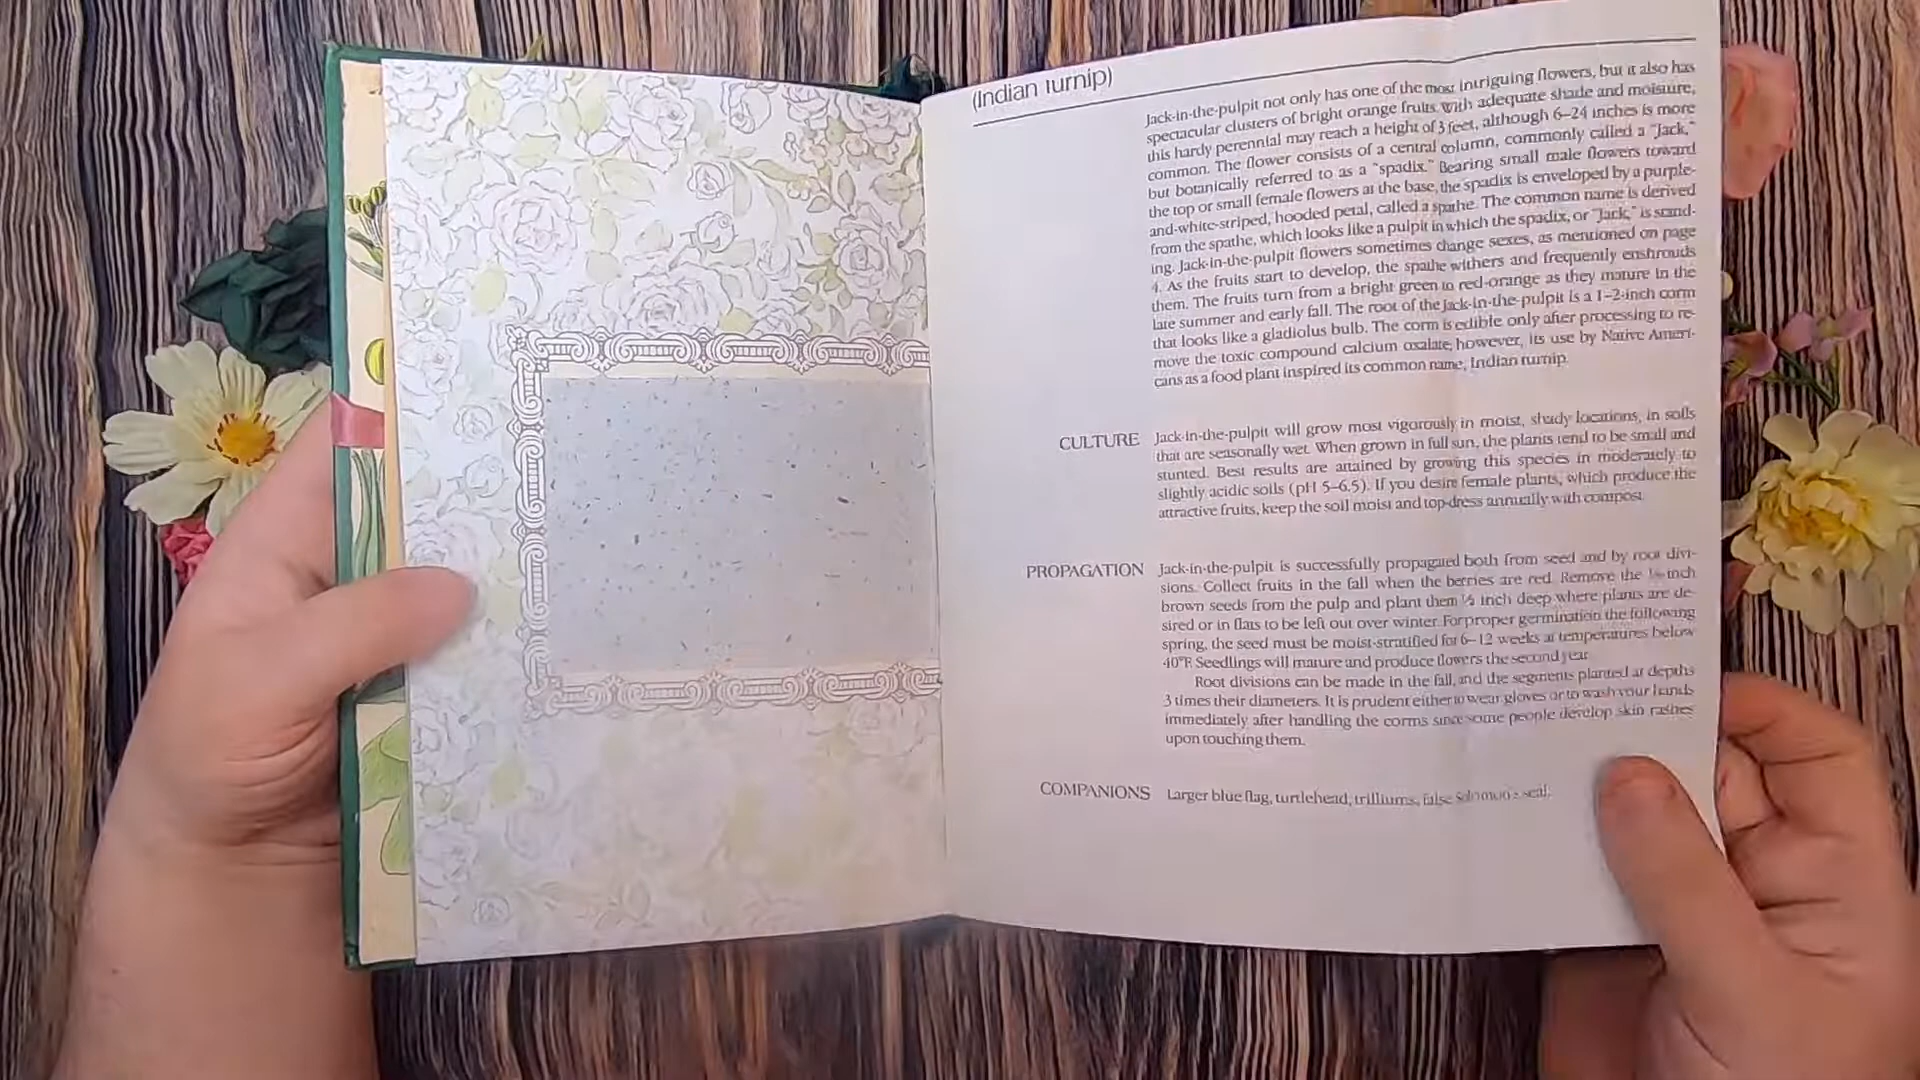 (Indian turnip)
Jack-in-the-pulpit not only has one of the most intriguing flowers, but it also has
spectacular clusters of bright orange fruits. With adequate shade and moisture,
this hardy perennial may reach a height of 3 feet, although 6–24 inches is more
common. The flower consists of a central column, commonly called a "Jack,"
but botanically referred to as a "spadix." Bearing small male flowers toward
the top or small female flowers at the base, the spadix is enveloped by a purple-
and-white-striped, hooded petal, called a spathe. The common name is derived
from the spathe, which looks like a pulpit in which the spadix, or "Jack," is stand-
ing. Jack-in-the-pulpit flowers sometimes change sexes, as mentioned on page
4. As the fruits start to develop, the spathe withers and frequently enshrouds
them. The fruits turn from a bright green to red-orange as they mature in the
late summer and early fall. The root of the Jack-in-the-pulpit is a 1–2-inch corm
that looks like a gladiolus bulb. The corm is edible only after processing to re-
move the toxic compound calcium oxalate; however, its use by Native Ameri-
cans as a food plant inspired its common name, Indian turnip.
CULTURE Jack-in-the-pulpit will grow most vigorously in moist, shady locations, in soils
that are seasonally wet. When grown in full sun, the plants tend to be small and
stunted. Best results are attained by growing this species in moderately to
slightly acidic soils (pH 5–6.5). If you desire female plants, which produce the
attractive fruits, keep the soil moist and top-dress annually with compost.
PROPAGATION Jack-in-the-pulpit is successfully propagated both from seed and by root divi-
sions. Collect fruits in the fall when the berries are red. Remove the inch
brown seeds from the pulp and plant them ½ inch deep where plants are de-
sired or in flats to be left out over winter. For proper germination the following
spring, the seed must be moist-stratified for 6–12 weeks at temperatures below
40°F. Seedlings will mature and produce flowers the second year.
Root divisions can be made in the fall, and the segments planted at depths
3 times their diameters. It is prudent either to wear gloves or to wash your hands
immediately after handling the corms since some people develop skin rashes
upon touching them.
COMPANIONS Larger blue flag, turtlehead, trilliums, false Solomon's seal.